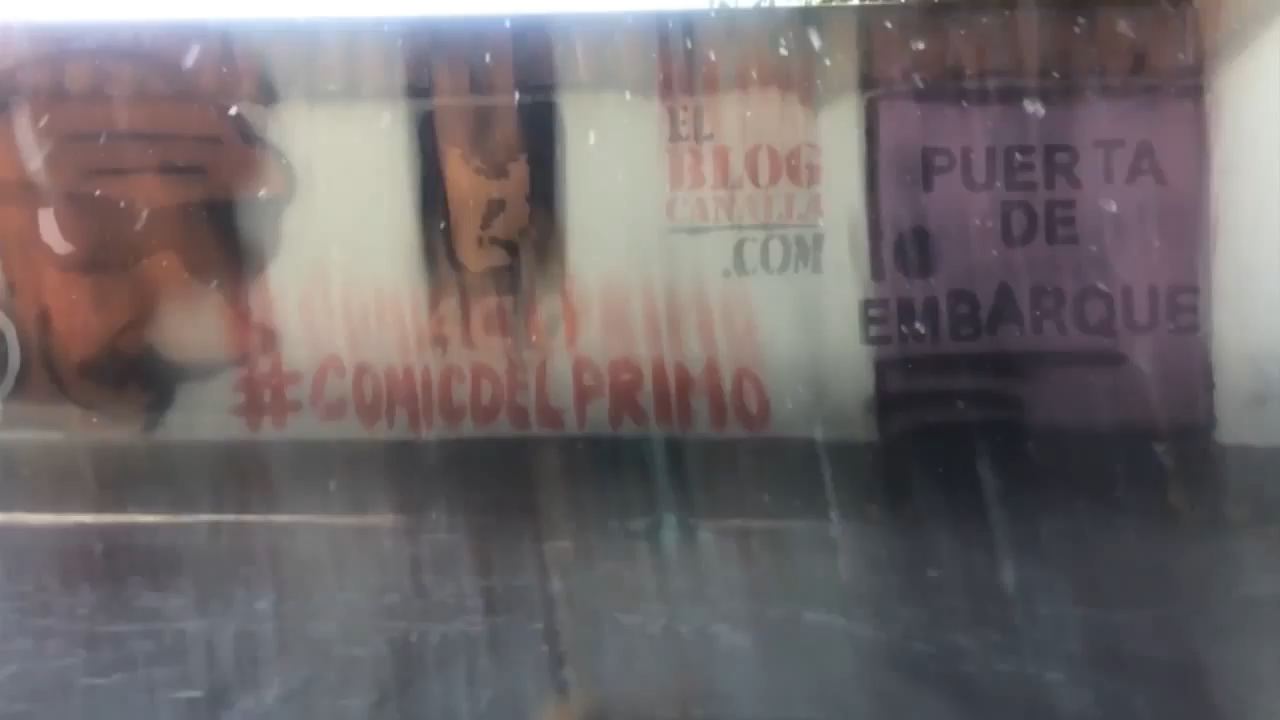 EL
BLOG
CANALLA
.COM
#COMICDELPRIMO
PUERTA
DE
EMBARQUE